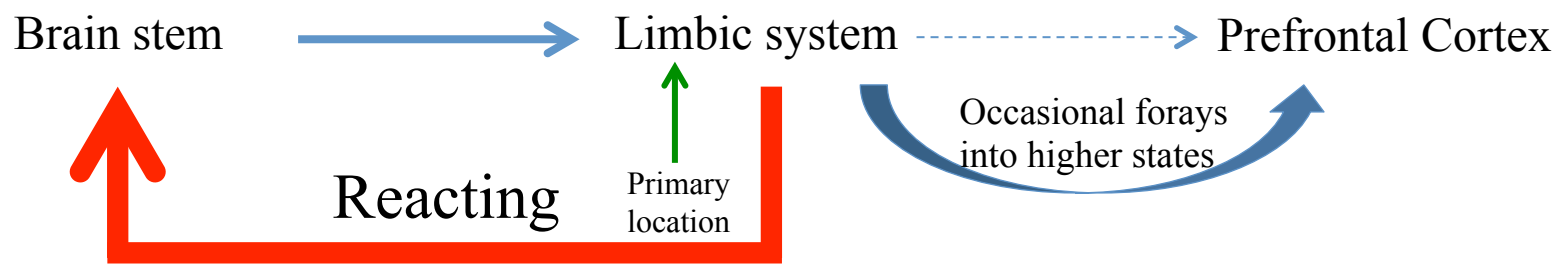 Brain stem
Limbic system
Prefrontal Cortex
Occasional forays
into higher states
Reacting
Primary
location